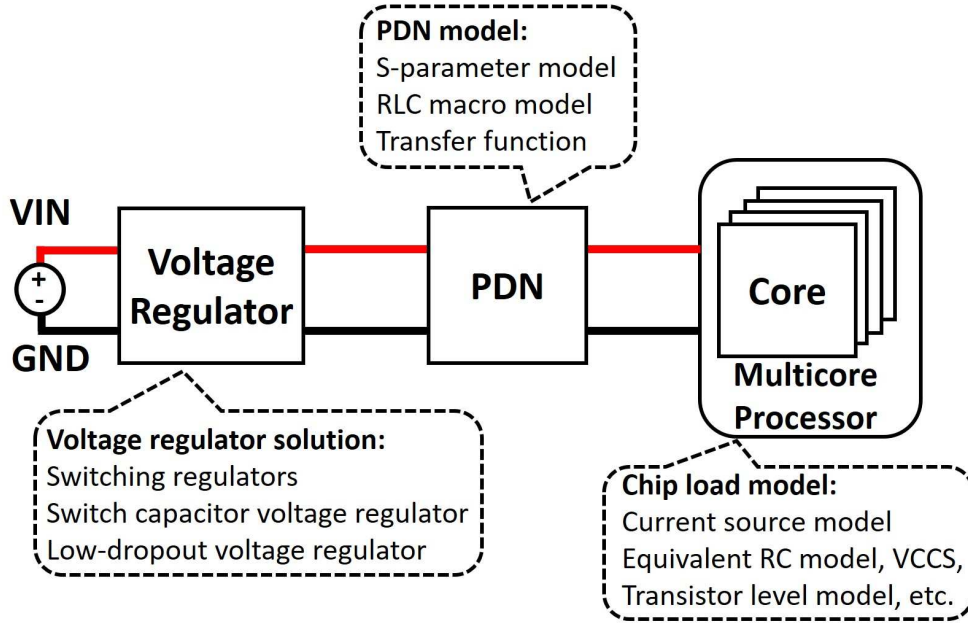 PDN model:
S-parameter model
RLC macro model
Transfer function
VIN
+
-
GND
Voltage
Regulator
PDN
Core
Multicore
Processor
Voltage regulator solution:
Switching regulators
Switch capacitor voltage regulator
Low-dropout voltage regulator
Chip load model:
Current source model
Equivalent RC model, VCCS,
Transistor level model, etc.